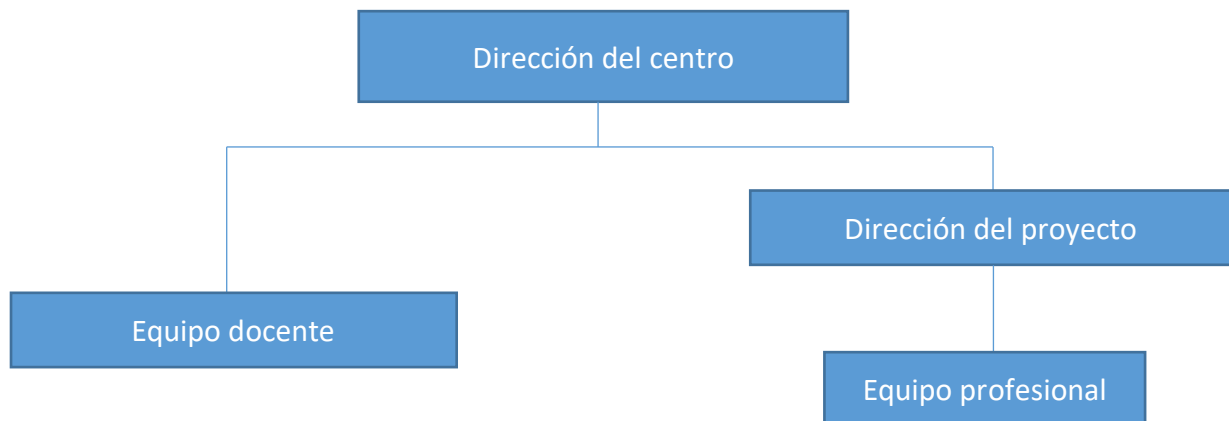 Dirección del centro
Dirección del proyecto
Equipo docente
Equipo profesional